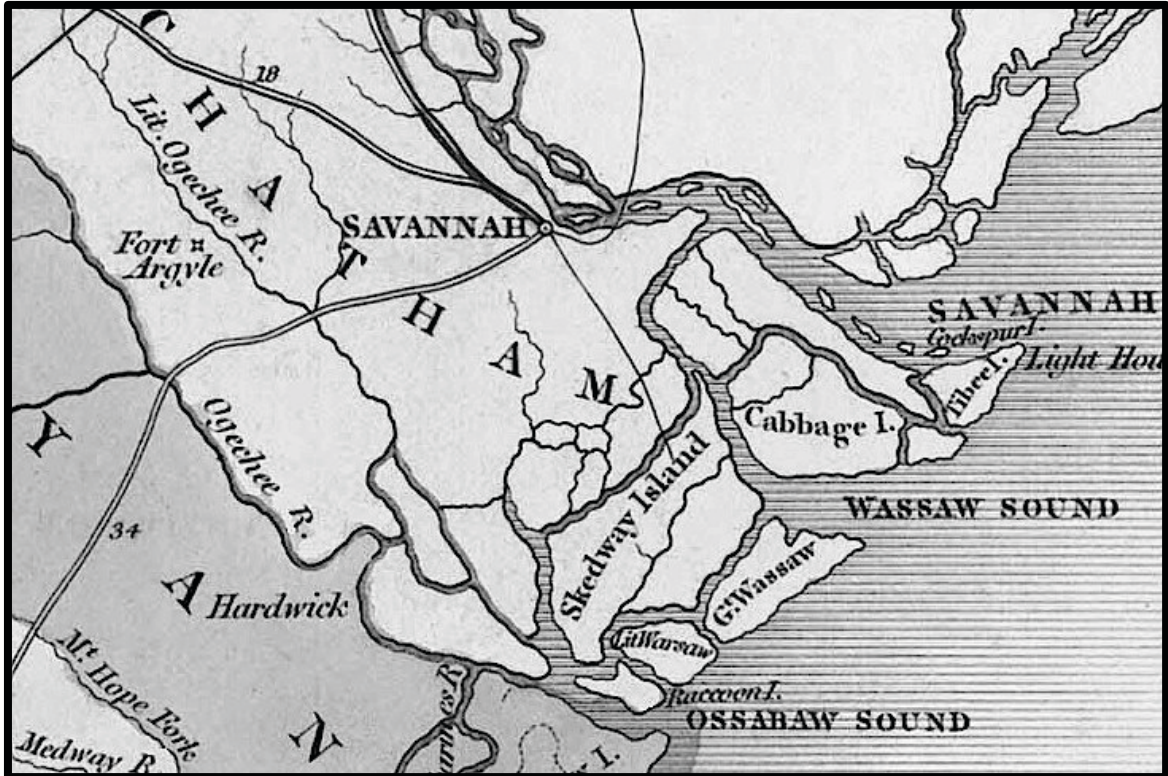 CHATHAM
18
Lit. Ogechee R.
SAVANNAH
Fort
Argyle
SAVANNAH
Cockspur I.
Light Hou
Tibee I.
Cabbage I.
Ogechee R.
Skedway Island
WASSAW SOUND
34
Y
A
N
Hardwick
Gt. Wassaw
Lit Warsaw
Raccoon I.
OSSABAW SOUND
Mt. Hope Fork
Medway R.
I.